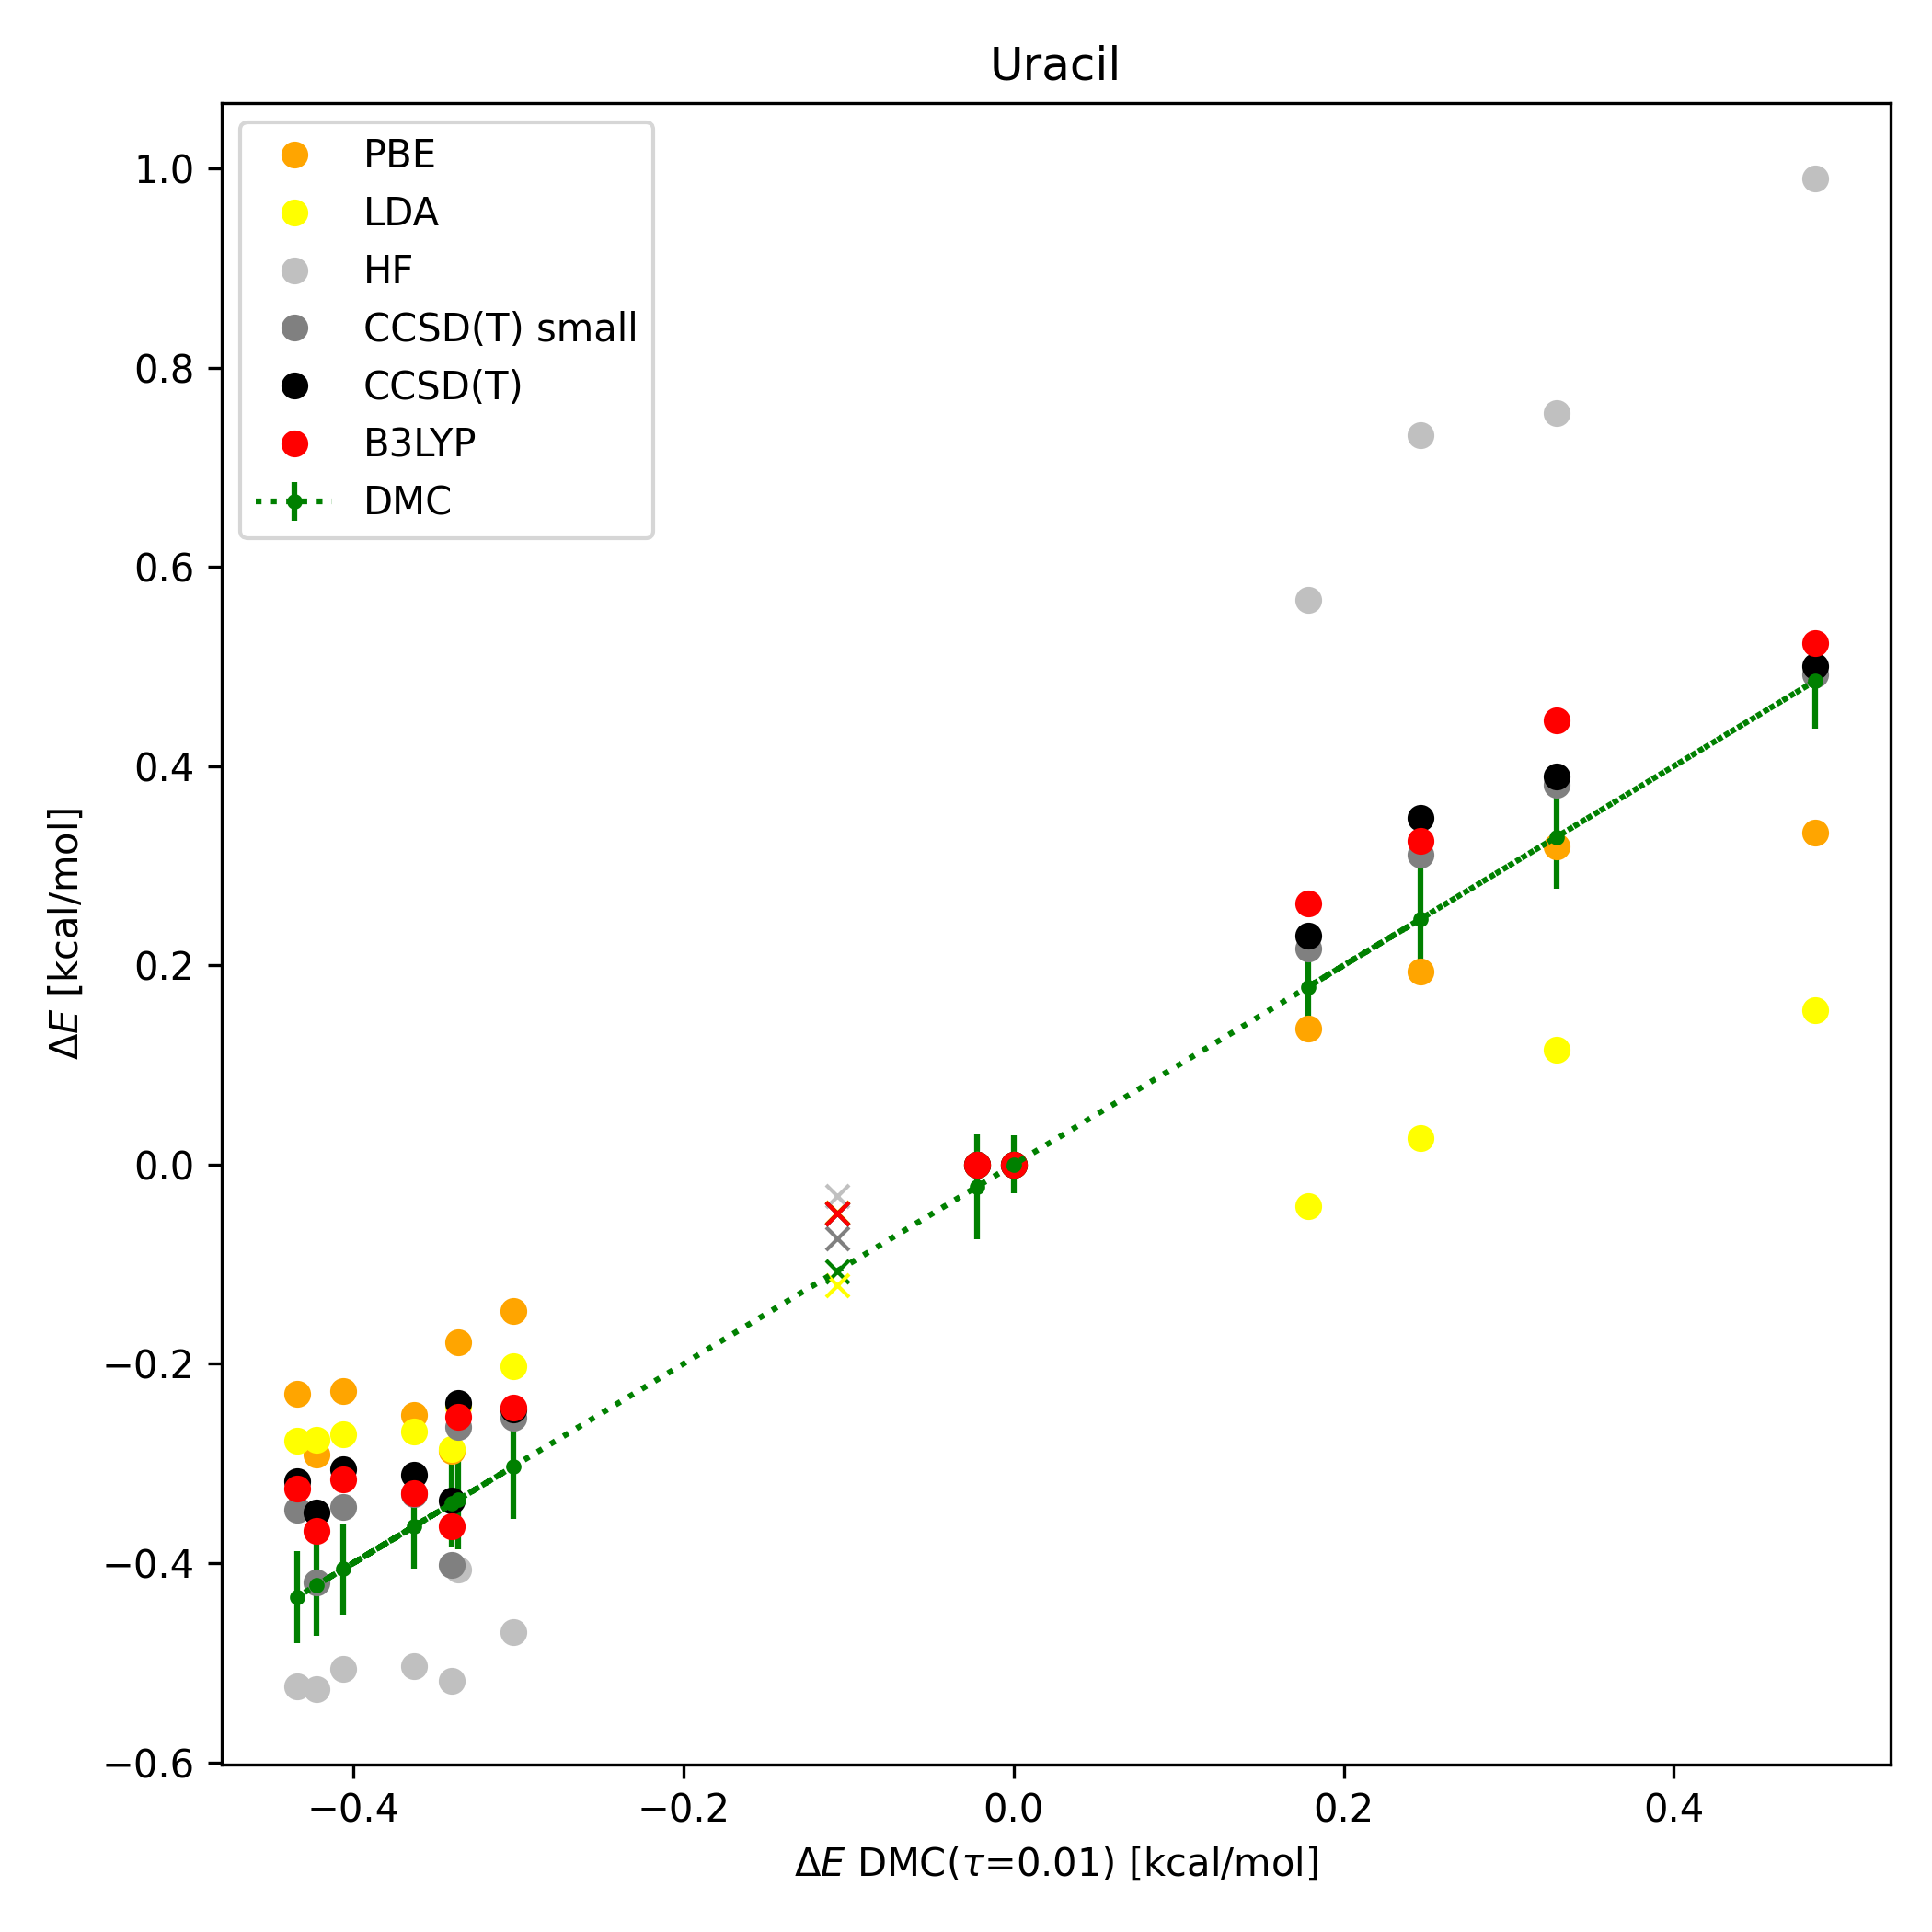 Uracil
PBE
LDA
HF
CCSD(T) small
CCSD(T)
B3LYP
DMC
1.0
0.8
0.6
0.4
0.2
0.0
−0.2
−0.4
−0.6
ΔE [kcal/mol]
−0.4 −0.2 0.0 0.2 0.4
ΔE DMC(τ=0.01) [kcal/mol]